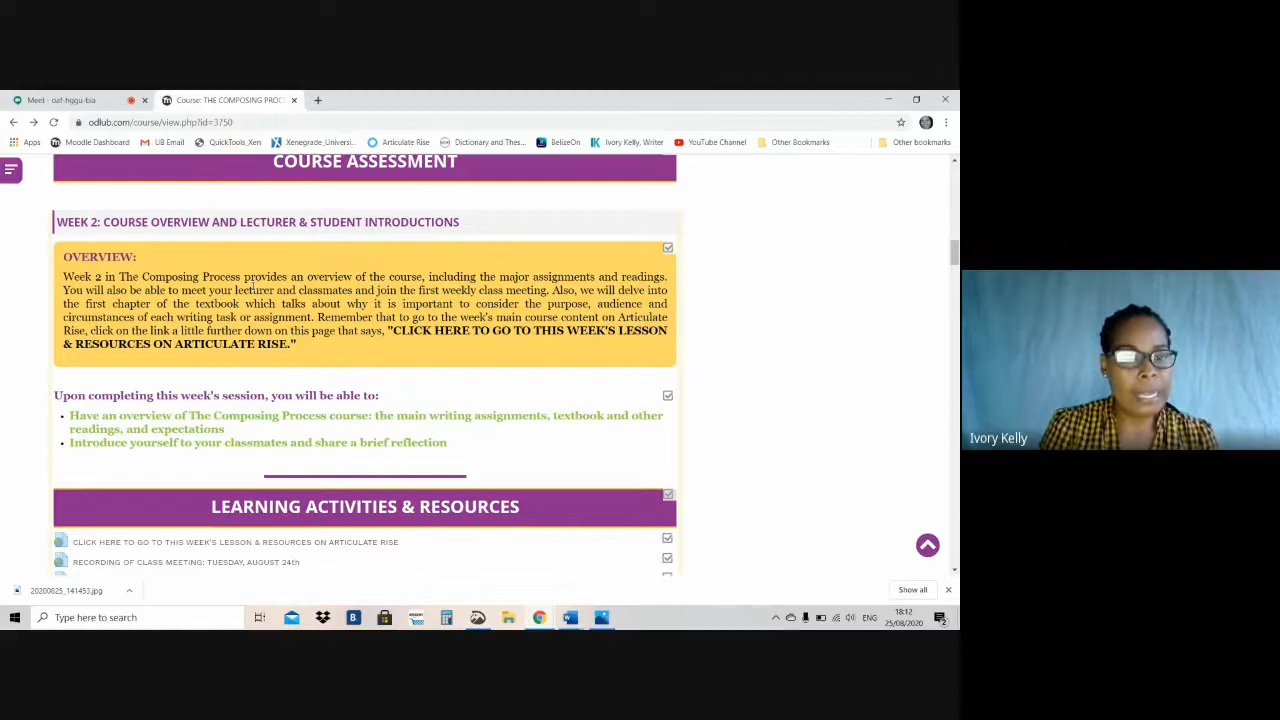 Meet - oaf-hggu-bia
Course: THE COMPOSING PROC
odlub.com/course/view.php?id=3750
Apps Moodle Dashboard UB Email QuickTools_Xen Xenegrade_Universi... Articulate Rise Dictionary and Thes... BelizeOn Ivory Kelly, Writer YouTube Channel Other Bookmarks Other bookmarks
COURSE ASSESSMENT
WEEK 2: COURSE OVERVIEW AND LECTURER & STUDENT INTRODUCTIONS
OVERVIEW:
Week 2 in The Composing Process provides an overview of the course, including the major assignments and readings.
You will also be able to meet your lecturer and classmates and join the first weekly class meeting. Also, we will delve into
the first chapter of the textbook which talks about why it is important to consider the purpose, audience and
circumstances of each writing task or assignment. Remember that to go to the week's main course content on Articulate
Rise, click on the link a little further down on this page that says, "CLICK HERE TO GO TO THIS WEEK'S LESSON
& RESOURCES ON ARTICULATE RISE."
Upon completing this week's session, you will be able to:
Have an overview of The Composing Process course: the main writing assignments, textbook and other
readings, and expectations
Introduce yourself to your classmates and share a brief reflection
LEARNING ACTIVITIES & RESOURCES
CLICK HERE TO GO TO THIS WEEK'S LESSON & RESOURCES ON ARTICULATE RISE
RECORDING OF CLASS MEETING: TUESDAY, AUGUST 24th
Ivory Kelly
20200825_141453.jpg
Show all
Type here to search
ENG
18:12
25/08/2020
2